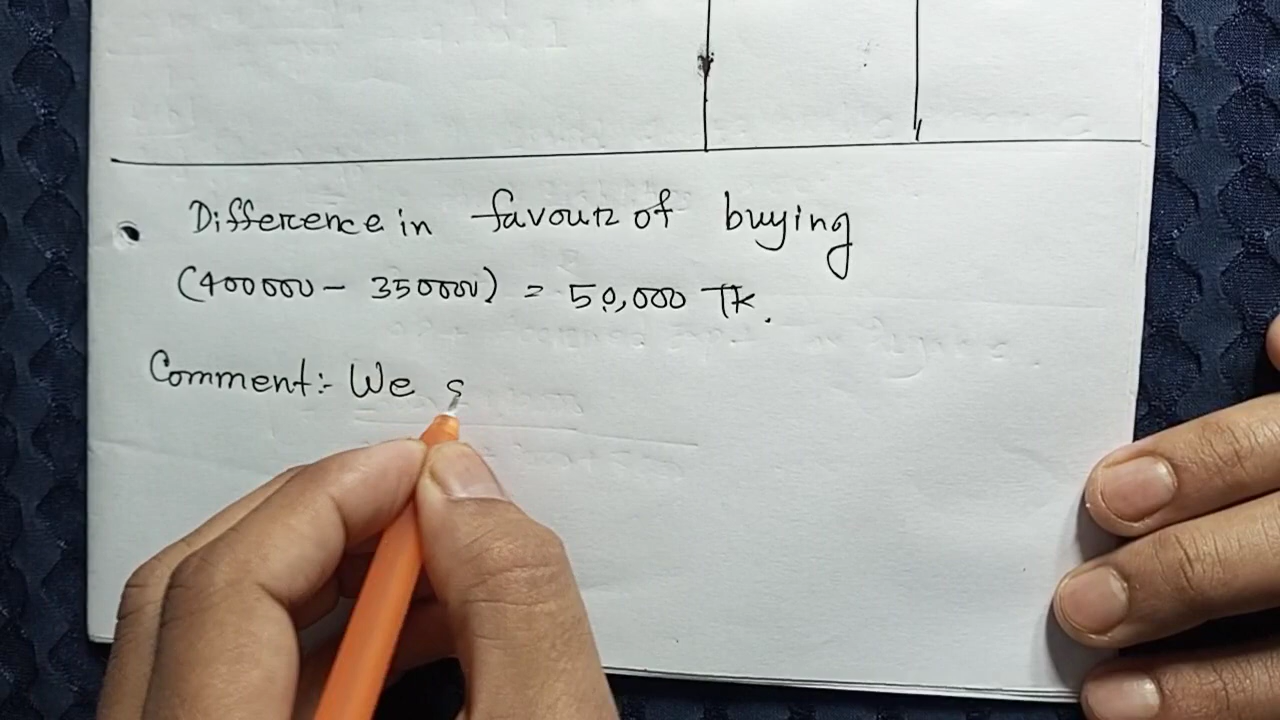 Difference in favour of buying
(400000 - 350000) = 50,000 TK.
Comment:- We s